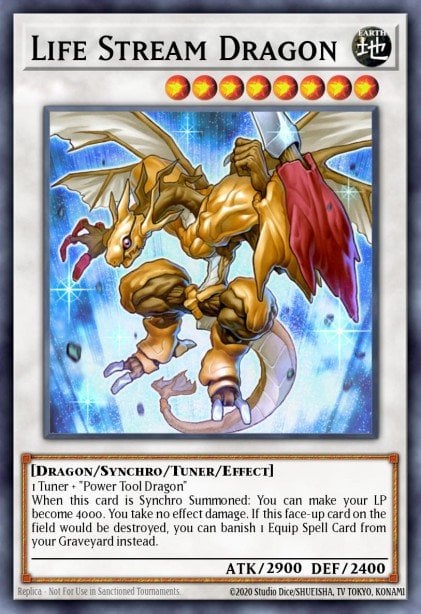 LIFE STREAM DRAGON
EARTH
地
[DRAGON/SYNCHRO/TUNER/EFFECT]
1 Tuner + "Power Tool Dragon"
When this card is Synchro Summoned: You can make your LP
become 4000. You take no effect damage. If this face-up card on
the field would be destroyed, you can banish 1 Equip Spell Card from
your Graveyard instead.
ATK/2900 DEF/2400
Replica - Not For Use in Sanctioned Tournaments.
©2020 Studio Dice/SHUEISHA, TV TOKYO, KONAMI